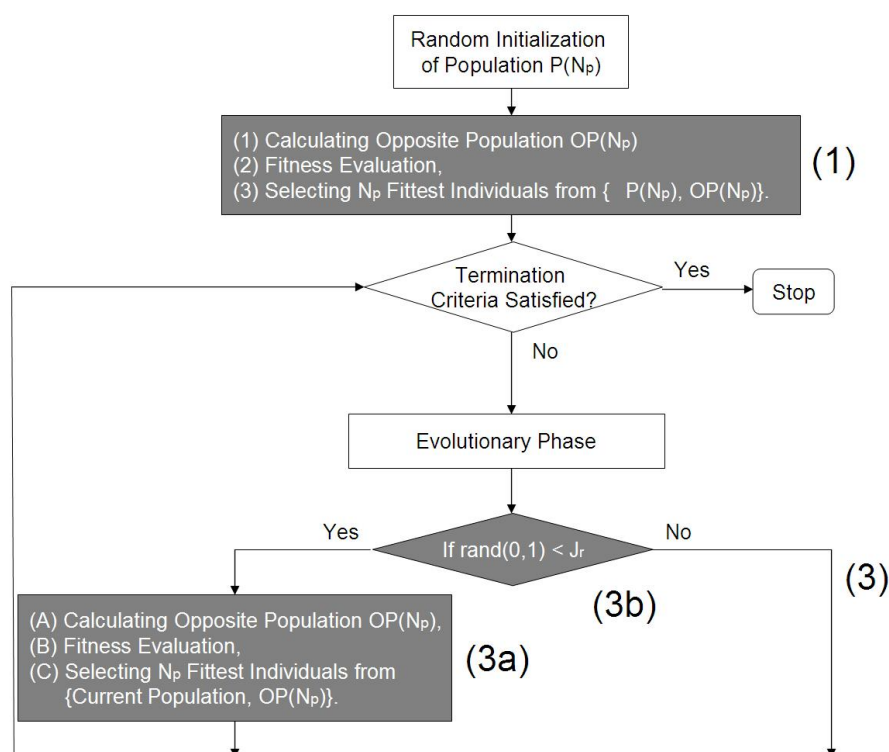 Random Initialization
of Population P(Np)
(1) Calculating Opposite Population OP(Np)
(2) Fitness Evaluation,
(3) Selecting Np Fittest Individuals from { P(Np), OP(Np)}.
(1)
Termination
Criteria Satisfied?
Yes
Stop
No
Evolutionary Phase
Yes
If rand(0,1) < Jr
No
(3)
(3b)
(A) Calculating Opposite Population OP(Np),
(B) Fitness Evaluation,
(C) Selecting Np Fittest Individuals from
{Current Population, OP(Np)}.
(3a)